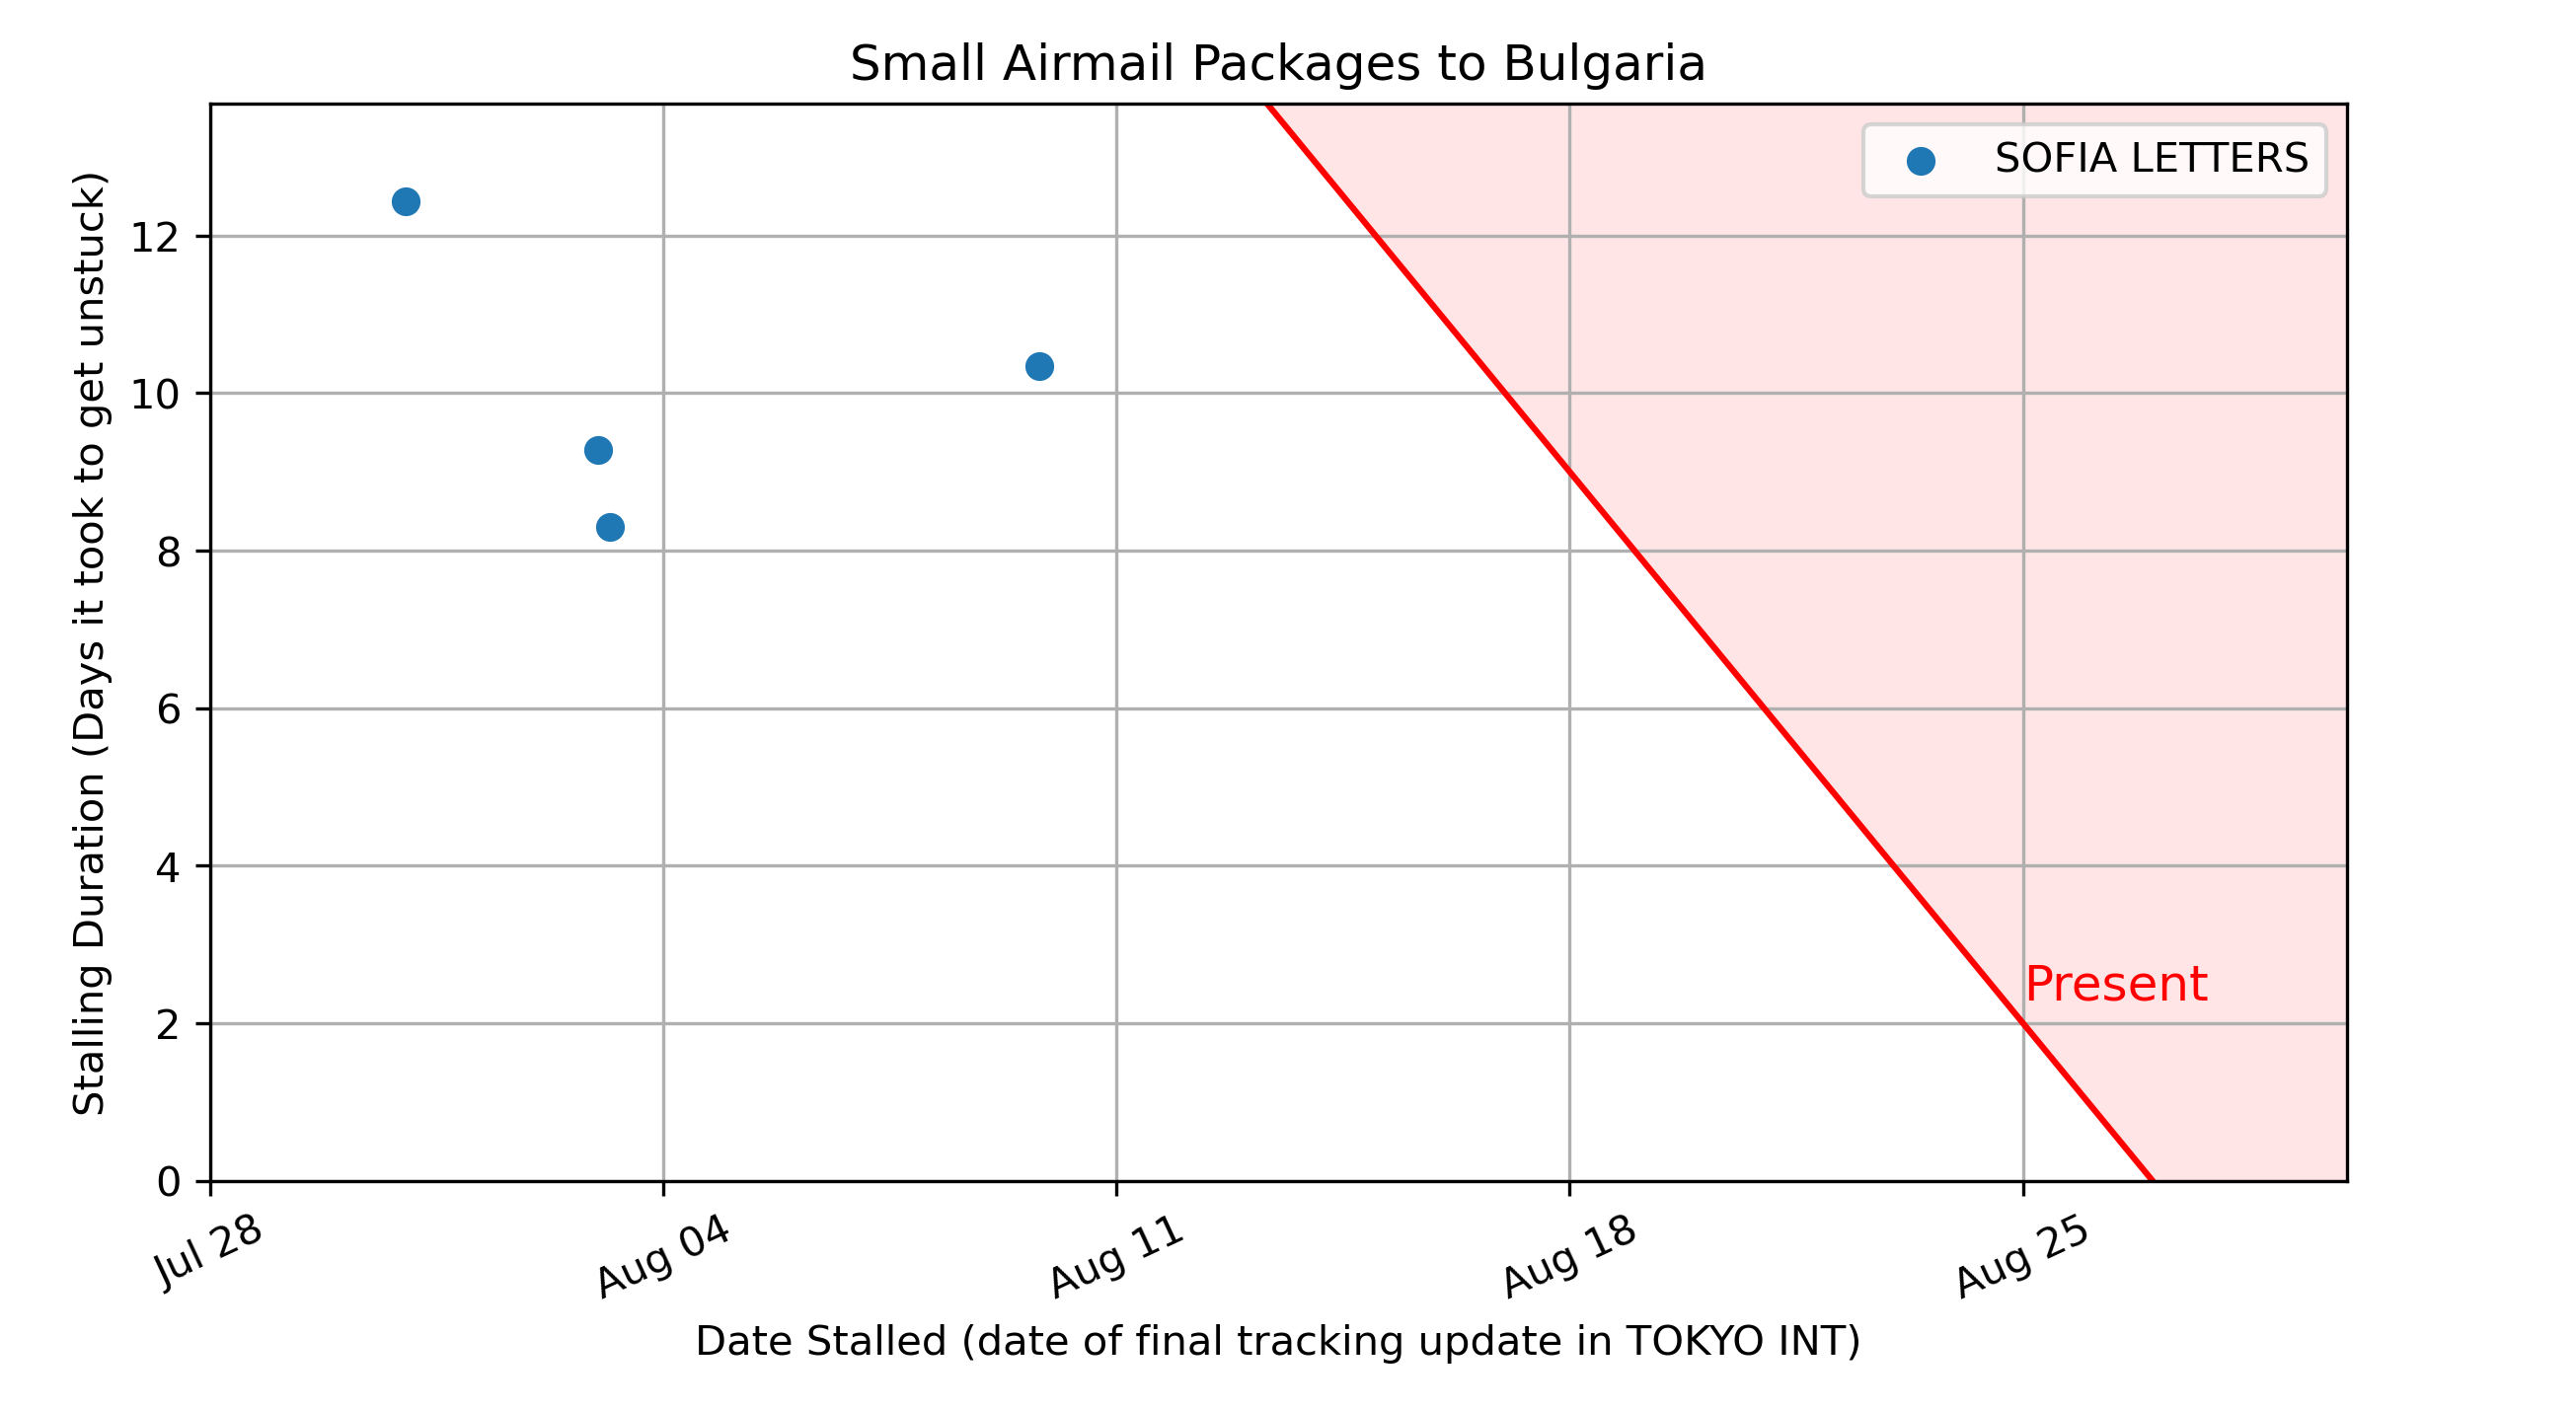 Small Airmail Packages to Bulgaria
SOFIA LETTERS
Stalling Duration (Days it took to get unstuck)
12
10
8
6
4
2
0
Present
Jul 28
Aug 04
Aug 11
Aug 18
Aug 25
Date Stalled (date of final tracking update in TOKYO INT)